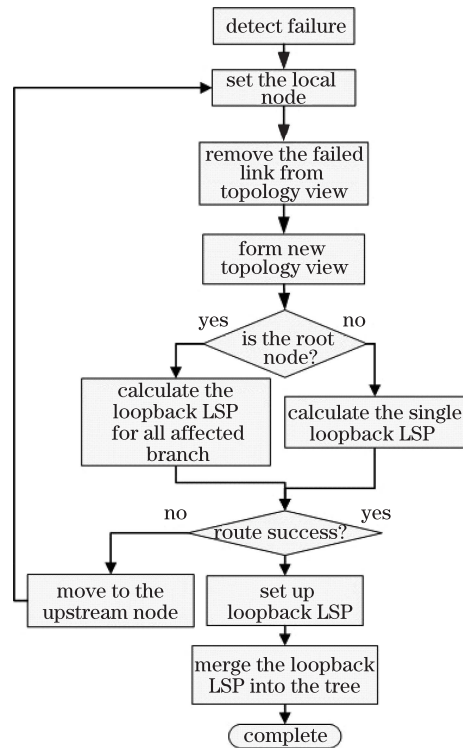 detect failure
set the local
node
remove the failed
link from
topology view
form new
topology view
yes
no
is the root
node?
calculate the
loopback LSP
for all affected
branch
calculate the single
loopback LSP
no
yes
route success?
move to the
upstream node
set up
loopback LSP
merge the loopback
LSP into the tree
complete